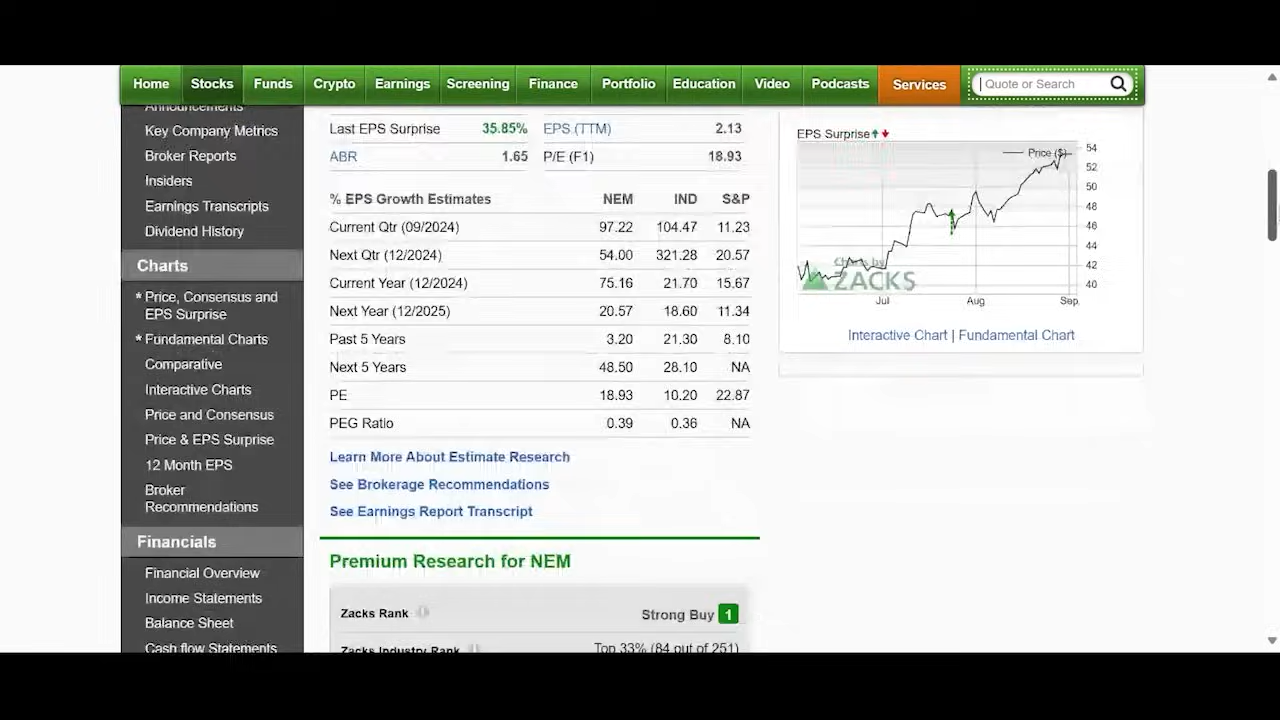 Home Stocks Funds Crypto Earnings Screening Finance Portfolio Education Video Podcasts Services Quote or Search
Announcements
Key Company Metrics
Broker Reports
Insiders
Earnings Transcripts
Dividend History
Charts
* Price, Consensus and
EPS Surprise
* Fundamental Charts
Comparative
Interactive Charts
Price and Consensus
Price & EPS Surprise
12 Month EPS
Broker
Recommendations
Financials
Financial Overview
Income Statements
Balance Sheet
Cash flow Statements
Last EPS Surprise 35.85% EPS (TTM) 2.13
ABR 1.65 P/E (F1) 18.93
% EPS Growth Estimates NEM IND S&P
Current Qtr (09/2024) 97.22 104.47 11.23
Next Qtr (12/2024) 54.00 321.28 20.57
Current Year (12/2024) 75.16 21.70 15.67
Next Year (12/2025) 20.57 18.60 11.34
Past 5 Years 3.20 21.30 8.10
Next 5 Years 48.50 28.10 NA
PE 18.93 10.20 22.87
PEG Ratio 0.39 0.36 NA
Learn More About Estimate Research
See Brokerage Recommendations
See Earnings Report Transcript
Premium Research for NEM
Zacks Rank Strong Buy 1
Zacks Industry Rank Top 33% (84 out of 251)
EPS Surprise
Price ($)
54
52
50
48
46
44
42
40
Charts by
ZACKS
Jul Aug Sep
Interactive Chart | Fundamental Chart